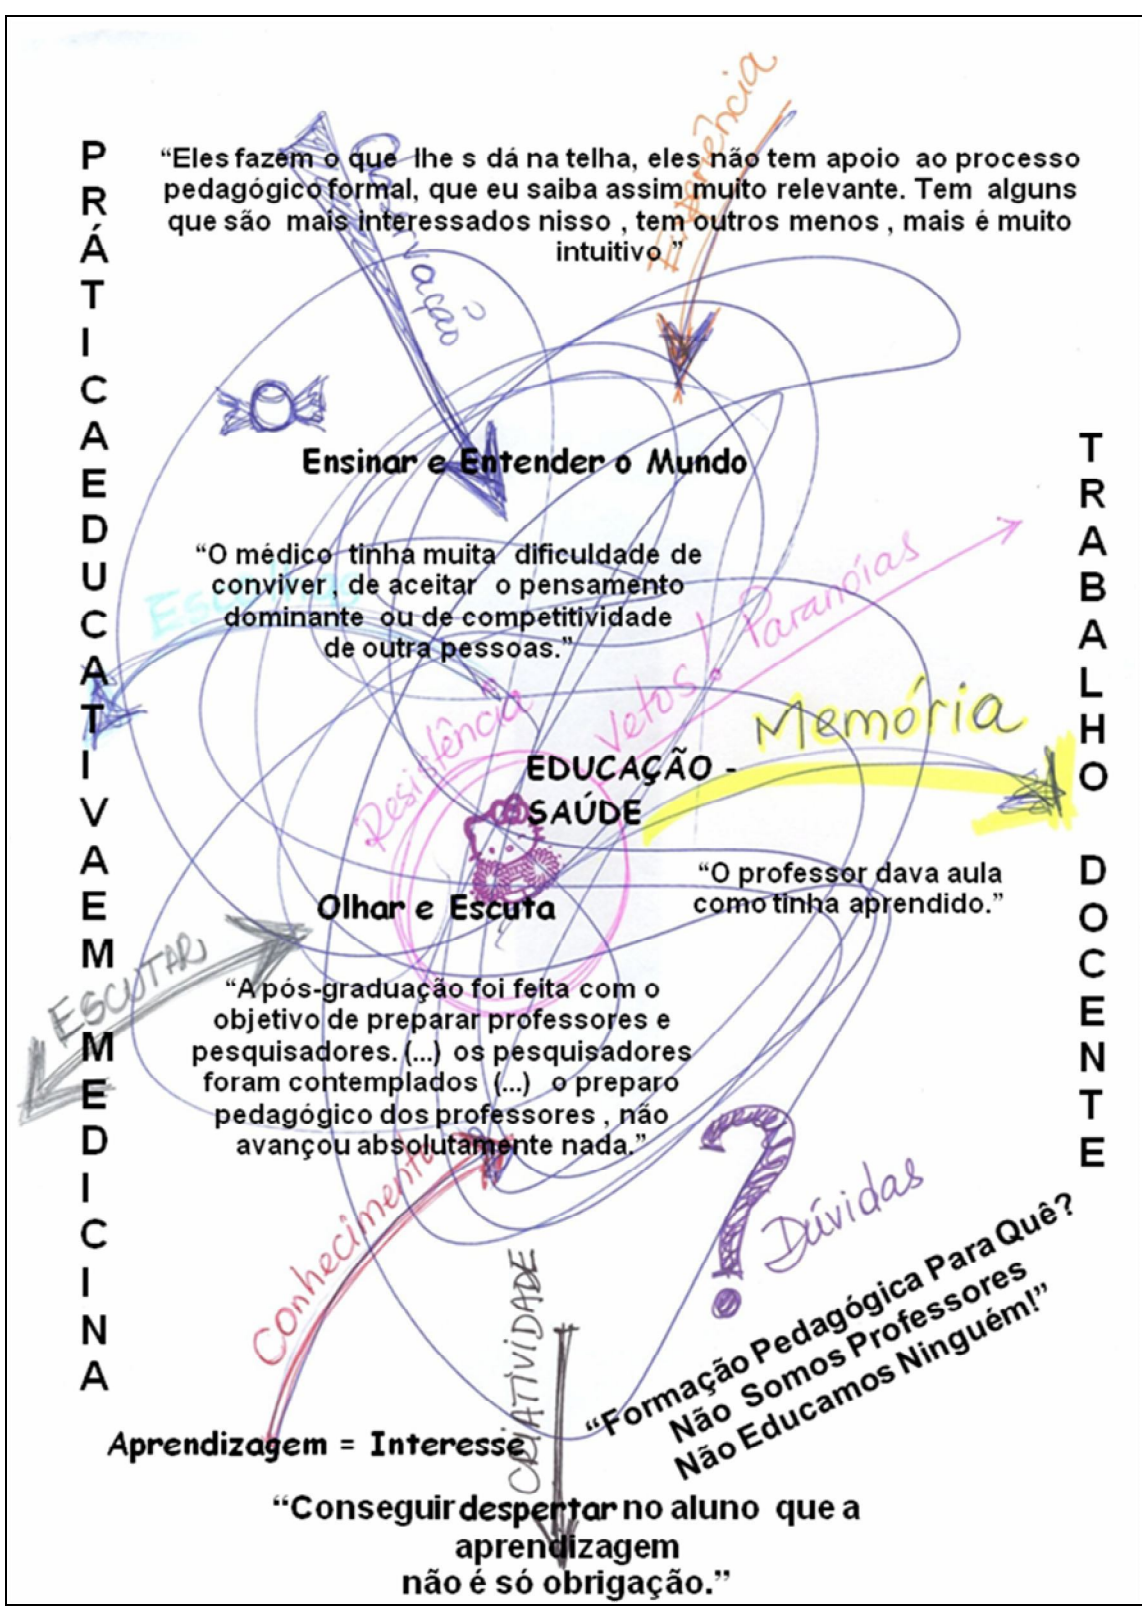 PRÁTICAEDUCATIVAEMEDICINA
"Eles fazem o que lhe s dá na telha, eles não tem apoio ao processo
pedagógico formal, que eu saiba assim muito relevante. Tem alguns
que são mais interessados nisso , tem outros menos , mais é muito
intuitivo "
Observação
Experiência
Ensinar e Entender o Mundo
"O médico tinha muita dificuldade de
conviver, de aceitar o pensamento
dominante ou de competitividade
de outra pessoas."
Escolhas
Resistência
Vetos! Paranóias
Memória
EDUCAÇÃO -
SAÚDE
"O professor dava aula
como tinha aprendido."
Olhar e Escuta
ESCUTAR
"A pós-graduação foi feita com o
objetivo de preparar professores e
pesquisadores. (...) os pesquisadores
foram contemplados (...) o preparo
pedagógico dos professores , não
avançou absolutamente nada."
Conhecimento
? Dúvidas
CRIATIVIDADE
"Formação Pedagógica Para Quê?
Não Somos Professores
Não Educamos Ninguém!"
Aprendizagem = Interesse
"Conseguir despertar no aluno que a
aprendizagem
não é só obrigação."
TRABALHO DOCENTE